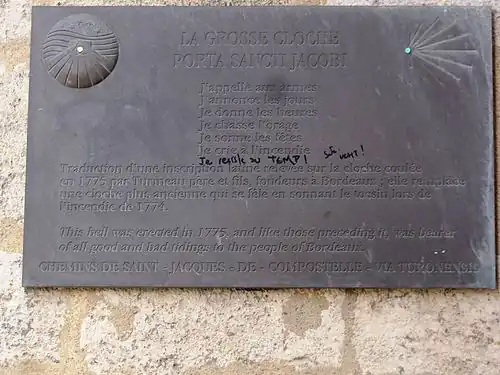 LA GROSSE CLOCHE
PORTA SANCTI JACOBI
J'appelle aux armes
J'annonce les jours
Je donne les heures
Je chasse l'orage
Je sonne les fêtes
Je crie à l'incendie
Je résiste au TEMP!
Traduction d'une inscription latine relevée sur la cloche coulée
en 1775 par Turmeau père et fils, fondeurs à Bordeaux ; elle remplace
une cloche plus ancienne qui se fêle en sonnant le tocsin lors de
l'incendie de 1774.
This bell was erected in 1775, and like those preceding it, was bearer
of all good and bad tidings to the people of Bordeaux.
CHEMINS DE SAINT - JACQUES - DE - COMPOSTELLE - VIA TURONENSIS